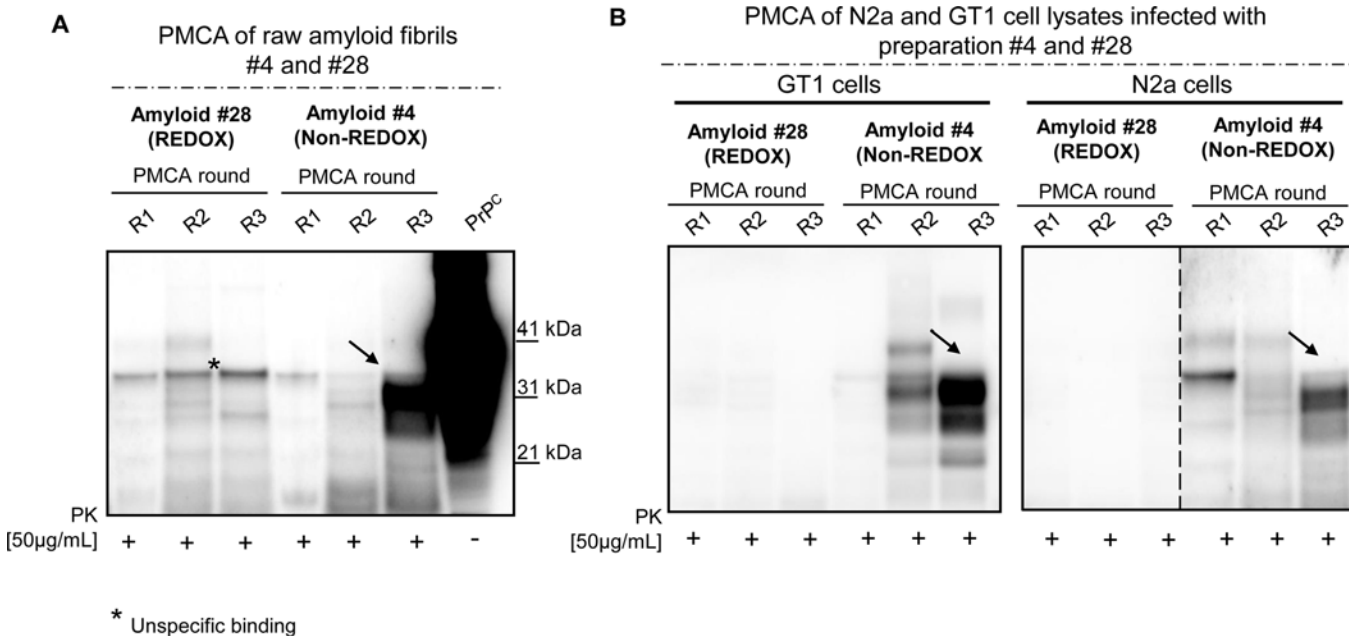 A
PMCA of raw amyloid fibrils
#4 and #28
Amyloid #28
(REDOX)
Amyloid #4
(Non-REDOX)
PMCA round
PMCA round
R1 R2 R3 R1 R2 R3 PrPᶜ
*
41 kDa
31 kDa
21 kDa
PK
[50µg/mL] + + + + + + -
* Unspecific binding
B
PMCA of N2a and GT1 cell lysates infected with
preparation #4 and #28
GT1 cells
Amyloid #28
(REDOX)
Amyloid #4
(Non-REDOX
PMCA round
PMCA round
R1 R2 R3 R1 R2 R3
N2a cells
Amyloid #28
(REDOX)
Amyloid #4
(Non-REDOX)
PMCA round
PMCA round
R1 R2 R3 R1 R2 R3
PK
[50µg/mL] + + + + + + + + + + + +